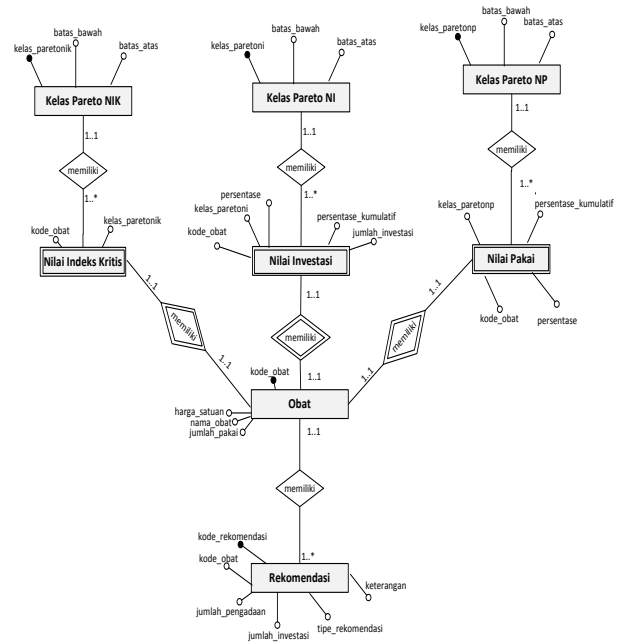 batas_bawah
kelas_paretonik
batas_atas
Kelas Pareto NIK
batas_bawah
kelas_paretoni
batas_atas
Kelas Pareto NI
batas_bawah
kelas_paretonp
batas_atas
Kelas Pareto NP
1..1
memiliki
1..*
1..1
memiliki
1..*
1..1
memiliki
1..*
kelas_paretonik
kode_obat
Nilai Indeks Kritis
persentase
kelas_paretoni
persentase_kumulatif
kode_obat
jumlah_investasi
Nilai Investasi
kelas_paretonp
persentase_kumulatif
Nilai Pakai
kode_obat
persentase
1..1
memiliki
1..1
1..1
memiliki
1..1
1..1
memiliki
1..1
kode_obat
Obat
harga_satuan
nama_obat
jumlah_pakai
1..1
memiliki
1..*
kode_rekomendasi
kode_obat
Rekomendasi
keterangan
jumlah_pengadaan
tipe_rekomendasi
jumlah_investasi